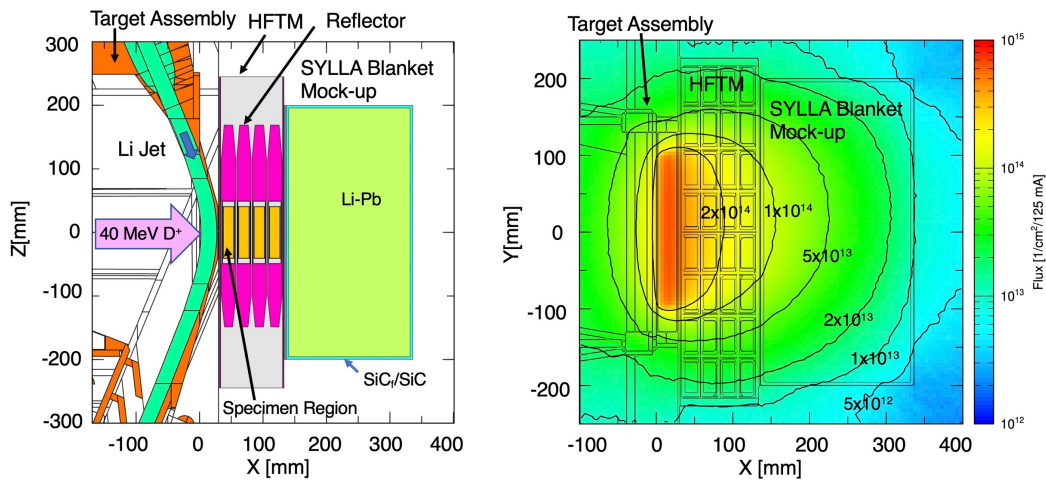 Target Assembly
HFTM
Reflector
SYLLA Blanket
Mock-up
Li Jet
40 MeV D⁺
Li-Pb
SiCf/SiC
Specimen Region
Z[mm]
300
200
100
0
-100
-200
-300
-100 0 100 200 300 400
X [mm]
Target Assembly
HFTM
SYLLA Blanket
Mock-up
2x10¹⁴
1x10¹⁴
5x10¹³
2x10¹³
1x10¹³
5x10¹²
Y[mm]
200
100
0
-100
-200
-100 0 100 200 300 400
X [mm]
10¹⁵
10¹⁴
10¹³
10¹²
Flux [1/cm²/125 mA]